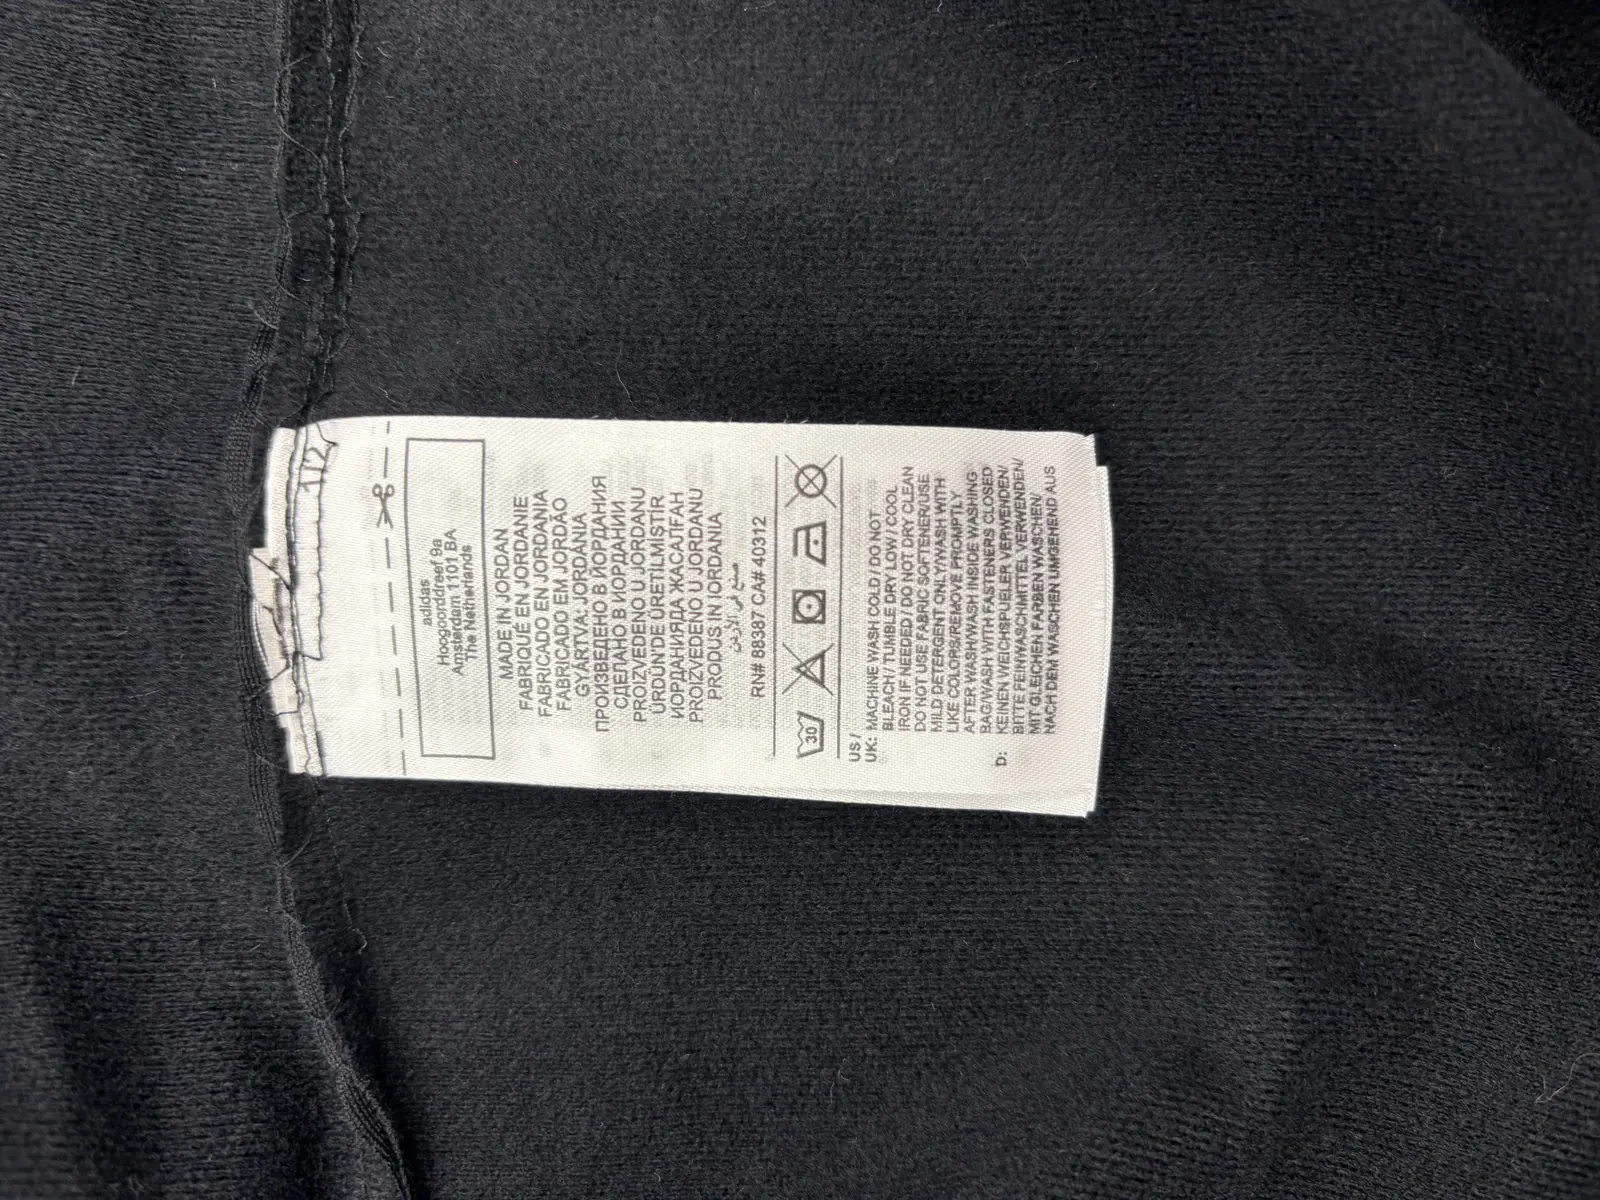 1/2
adidas
Hoogoorddreef 9a
Amsterdam 1101 BA
The Netherlands
MADE IN JORDAN
FABRIQUÉ EN JORDANIE
FABRICADO EN JORDANIA
FABRICADO EM JORDÃO
GYÁRTVA: JORDÁNIA
ПРОИЗВЕДЕНО В ЙОРДАНИЯ
СДЕЛАНО В ИОРДАНИИ
PROIZVEDENO U JORDANU
ÜRDÜN'DE ÜRETİLMİŞTİR
ИОРДАНИЯДА ЖАСАЛҒАН
PROIZVEDENO U JORDANU
PRODUS IN IORDANIA
صنع في الأردن
RN# 88387 CA# 40312
30
US /
UK: MACHINE WASH COLD / DO NOT
BLEACH / TUMBLE DRY LOW / COOL
IRON IF NEEDED / DO NOT DRY CLEAN
DO NOT USE FABRIC SOFTENER/USE
MILD DETERGENT ONLY/WASH WITH
LIKE COLORS/REMOVE PROMPTLY
AFTER WASH/WASH INSIDE WASHING
BAG/WASH WITH FASTENERS CLOSED
D: KEINEN WEICHSPUELER VERWENDEN/
BITTE FEINWASCHMITTEL VERWENDEN/
MIT GLEICHEN FARBEN WASCHEN/
NACH DEM WASCHEN UMGEHEND AUS